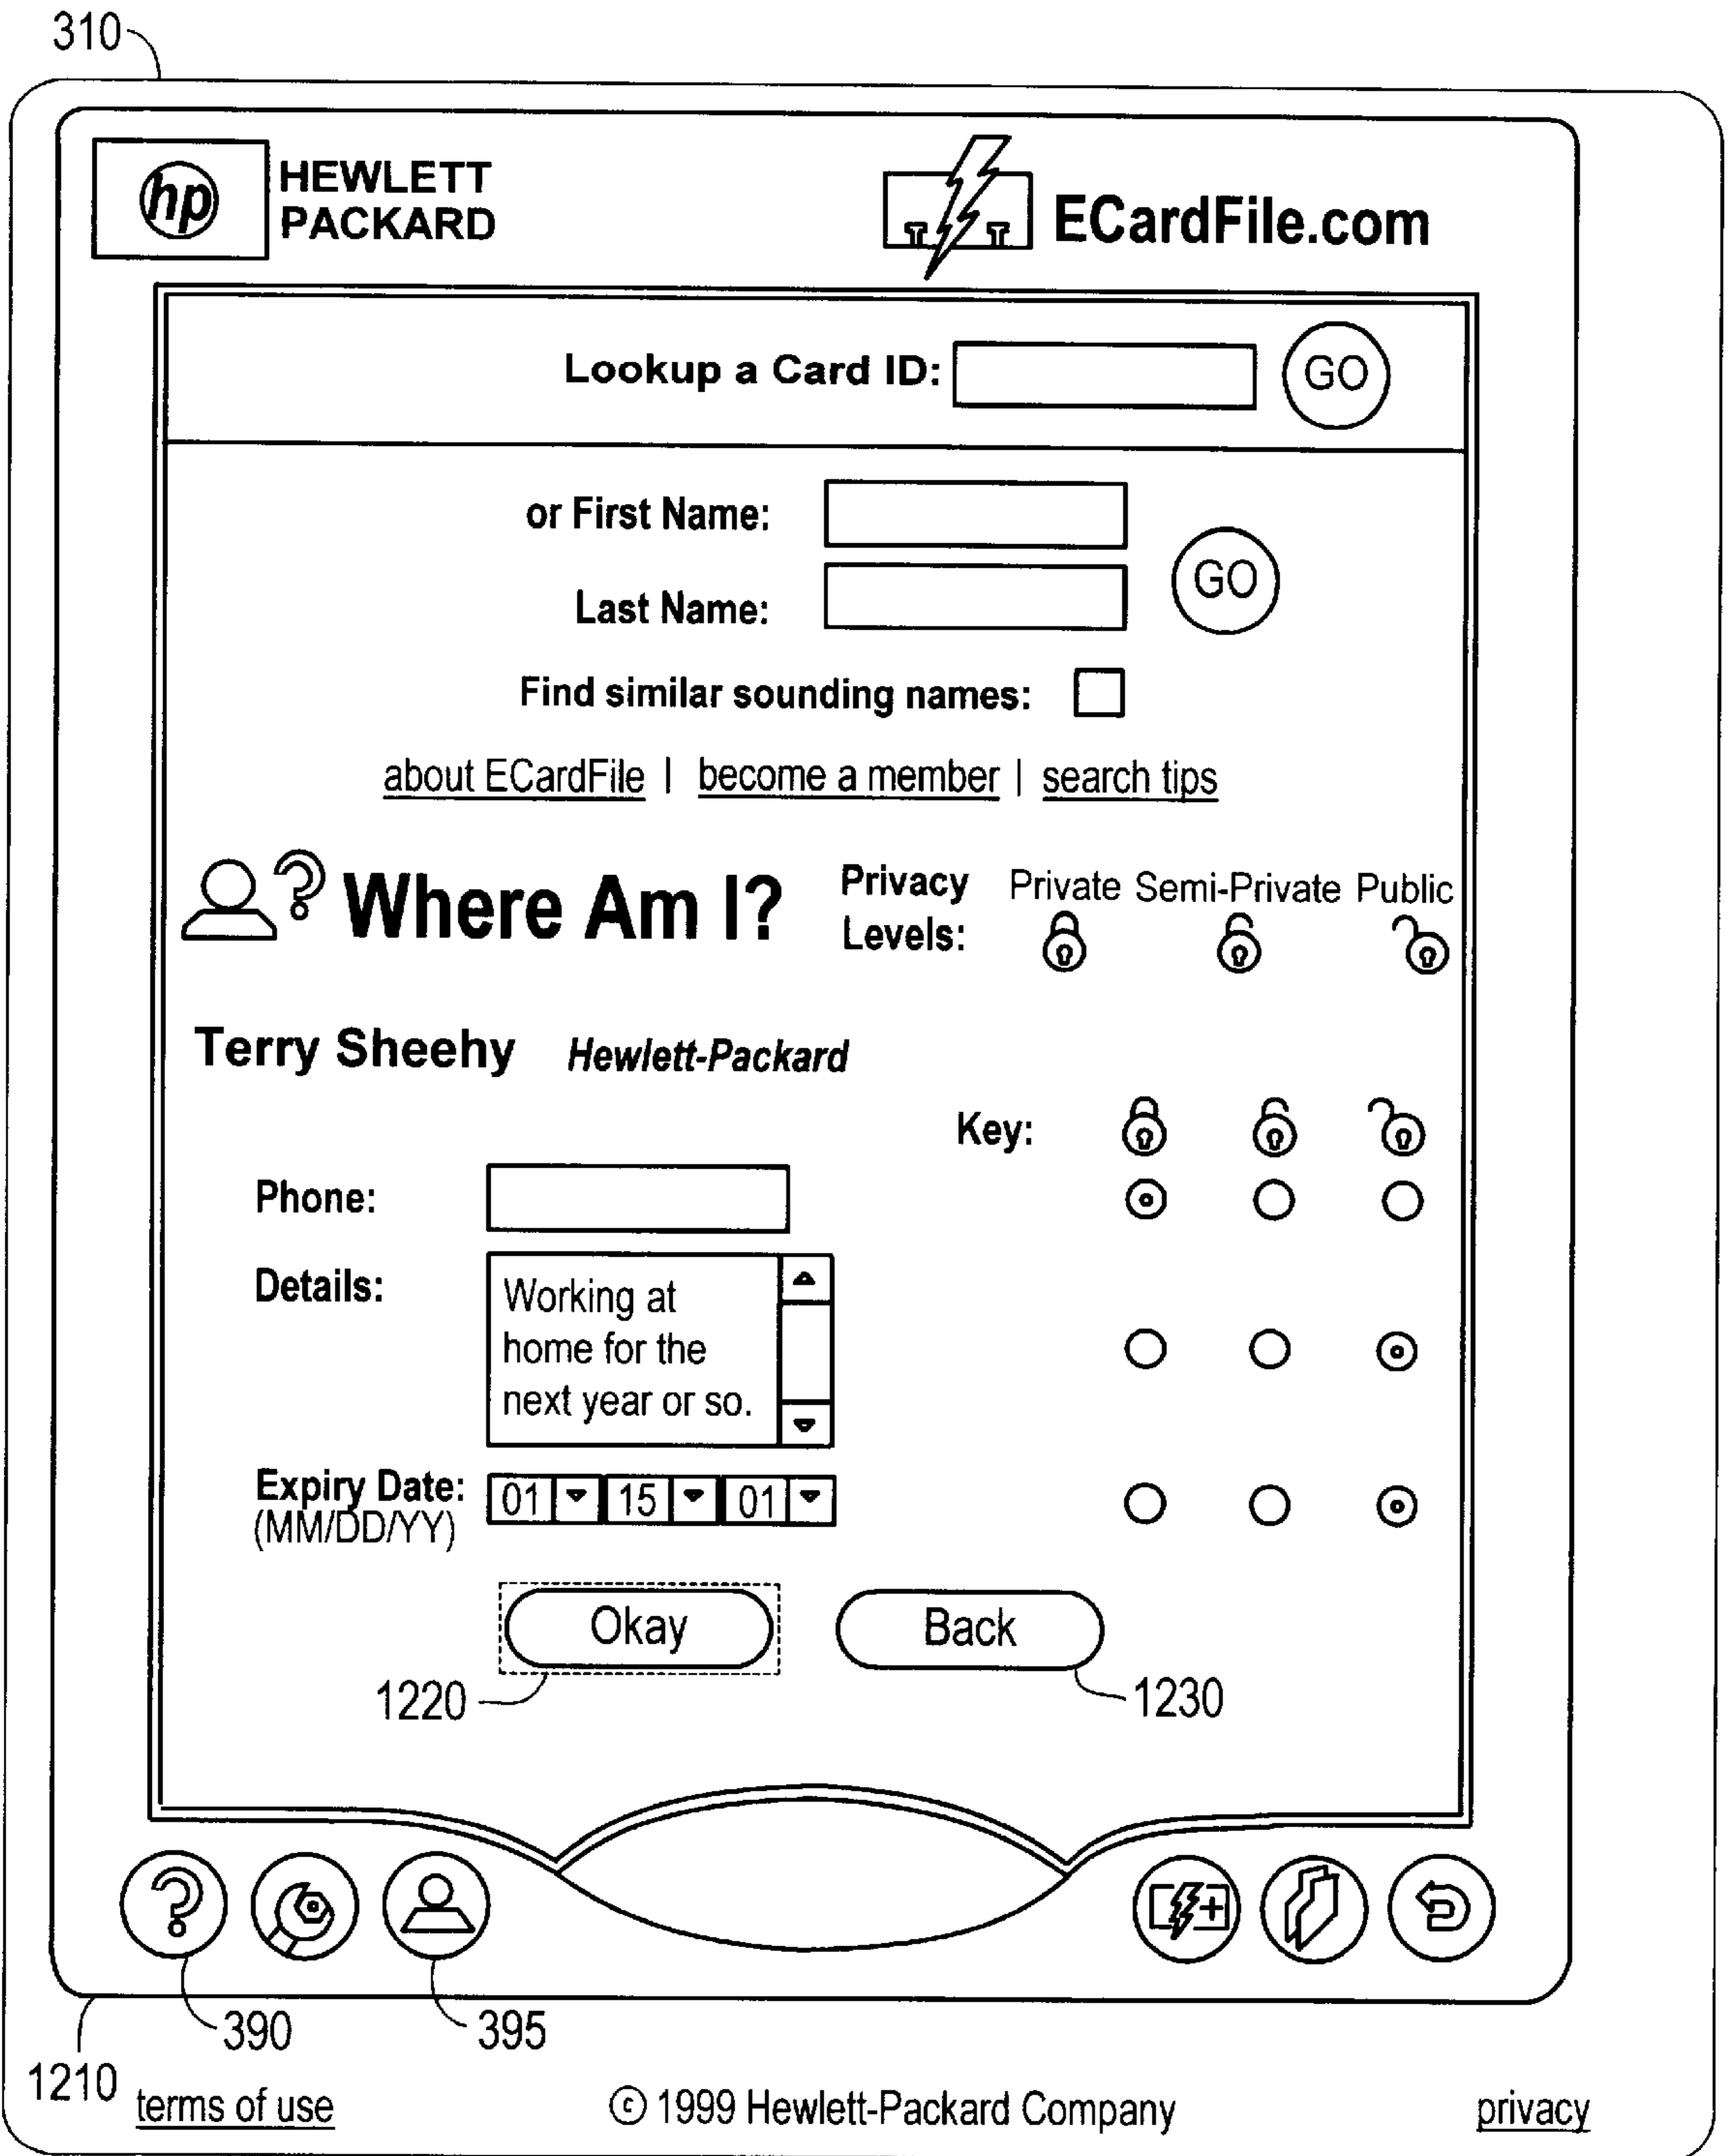 310
hp HEWLETT
PACKARD
ECardFile.com
Lookup a Card ID: GO
or First Name:
GO
Last Name:
Find similar sounding names:
about ECardFile | become a member | search tips
? Where Am I? Privacy Private Semi-Private Public
Levels:
Terry Sheehy Hewlett-Packard
Key:
Phone:
Details: Working at
home for the
next year or so.
Expiry Date: 01 15 01
(MM/DD/YY)
Okay Back
1220 1230
?
390 395
1210
terms of use © 1999 Hewlett-Packard Company privacy